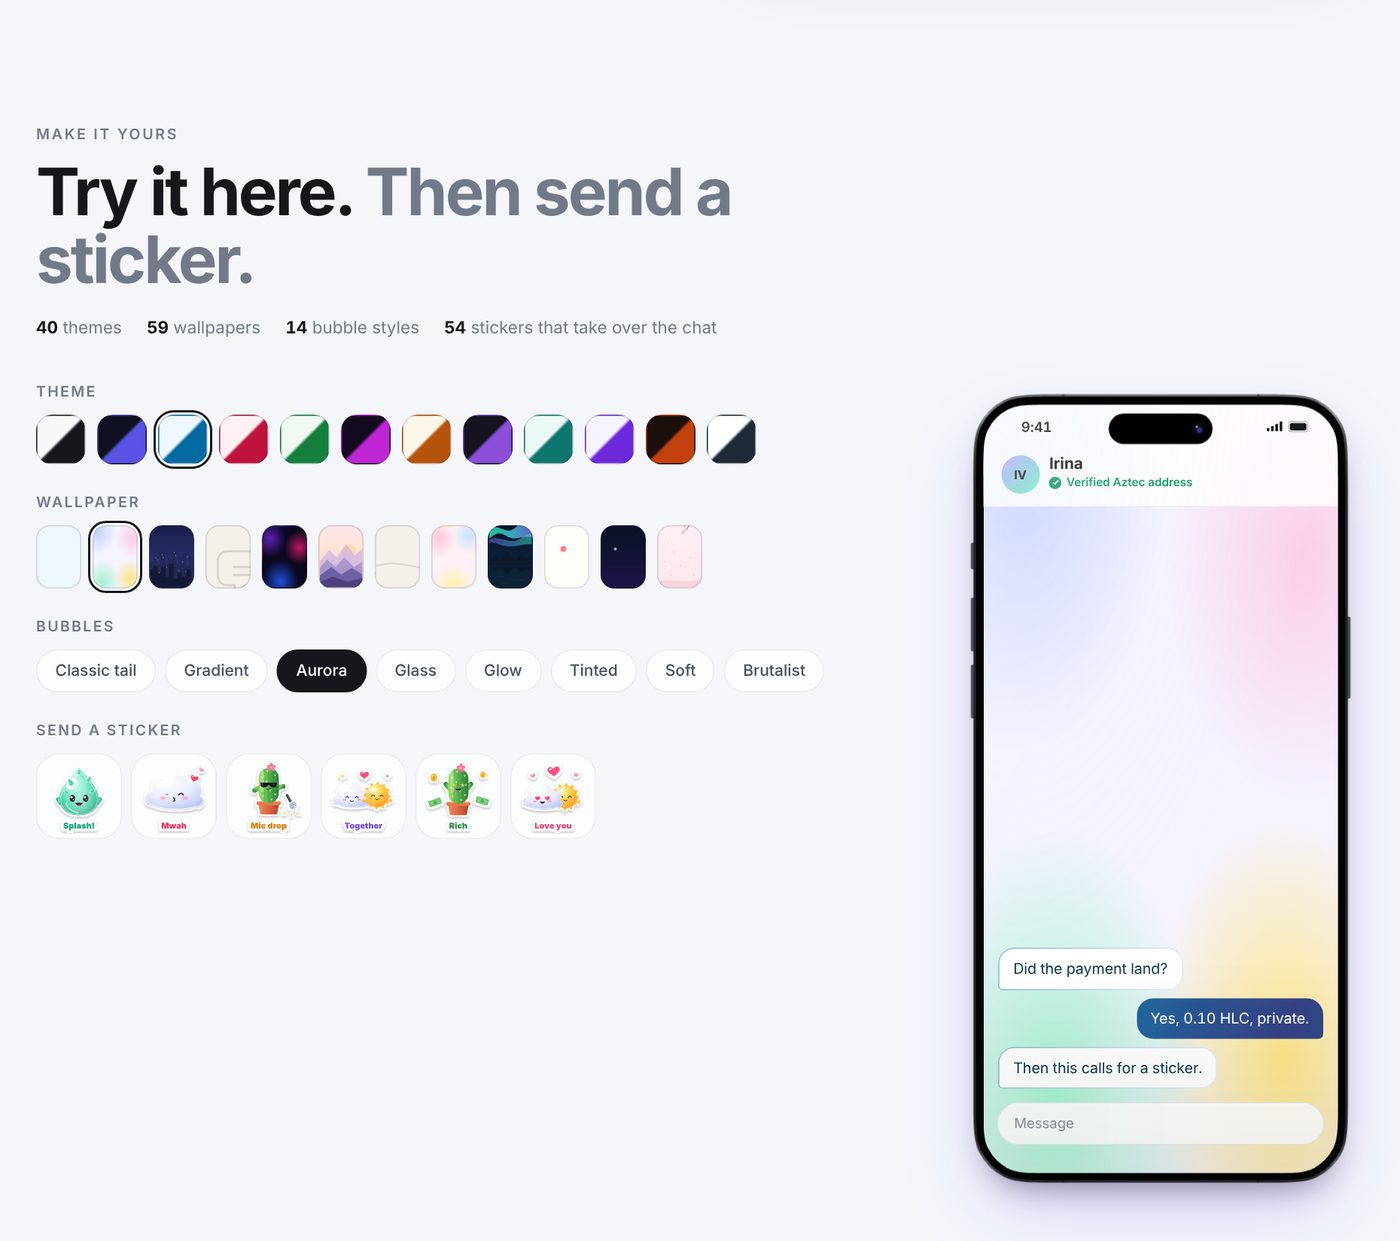 MAKE IT YOURS
Try it here. Then send a
sticker.
40 themes 59 wallpapers 14 bubble styles 54 stickers that take over the chat
THEME
WALLPAPER
BUBBLES
Classic tail Gradient Aurora Glass Glow Tinted Soft Brutalist
SEND A STICKER
Splash! Mwah Mic drop Together Rich Love you
9:41
IV Irina
Verified Aztec address
Did the payment land?
Yes, 0.10 HLC, private.
Then this calls for a sticker.
Message